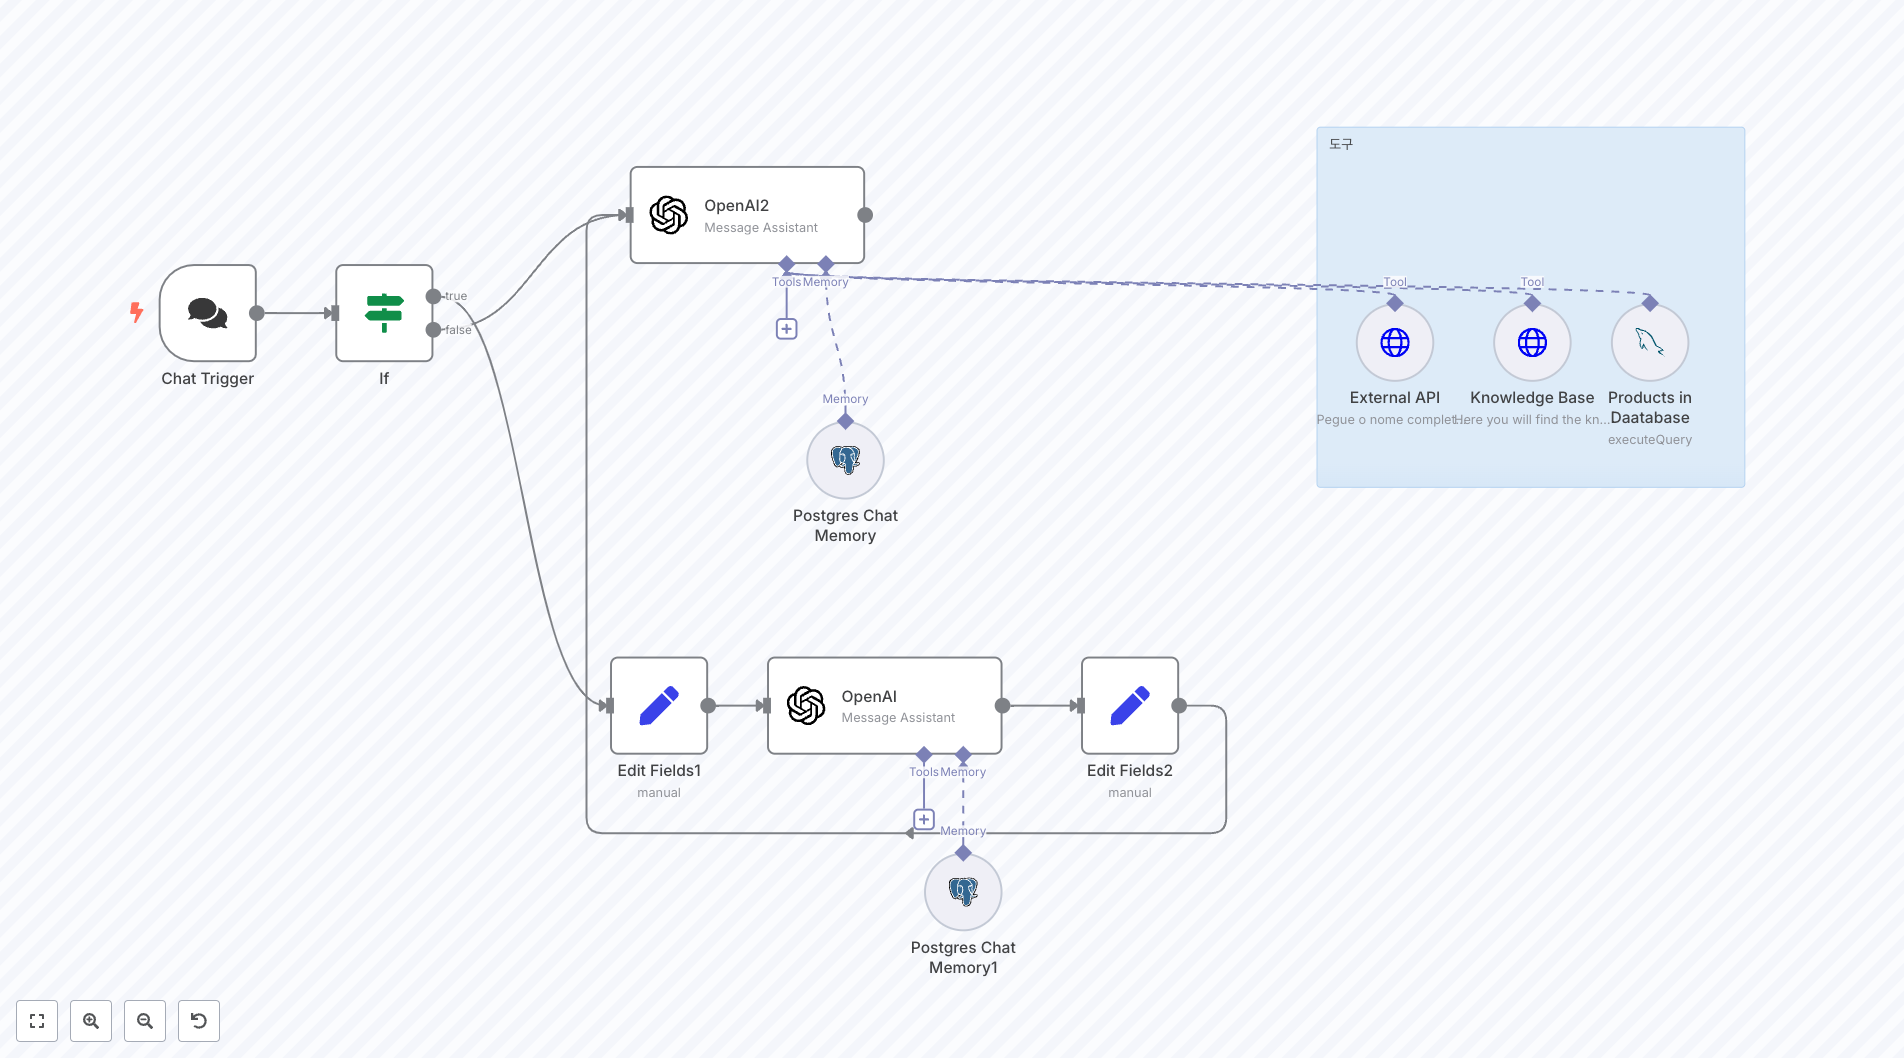 도구
OpenAI2
Message Assistant
Tools
Memory
Tool
Tool
true
false
Chat Trigger
If
External API
Pegue o nome complet...
Knowledge Base
Here you will find the kn...
Products in
Daatabase
executeQuery
Memory
Postgres Chat
Memory
OpenAI
Message Assistant
Edit Fields1
manual
Tools
Memory
Edit Fields2
manual
Memory
Postgres Chat
Memory1